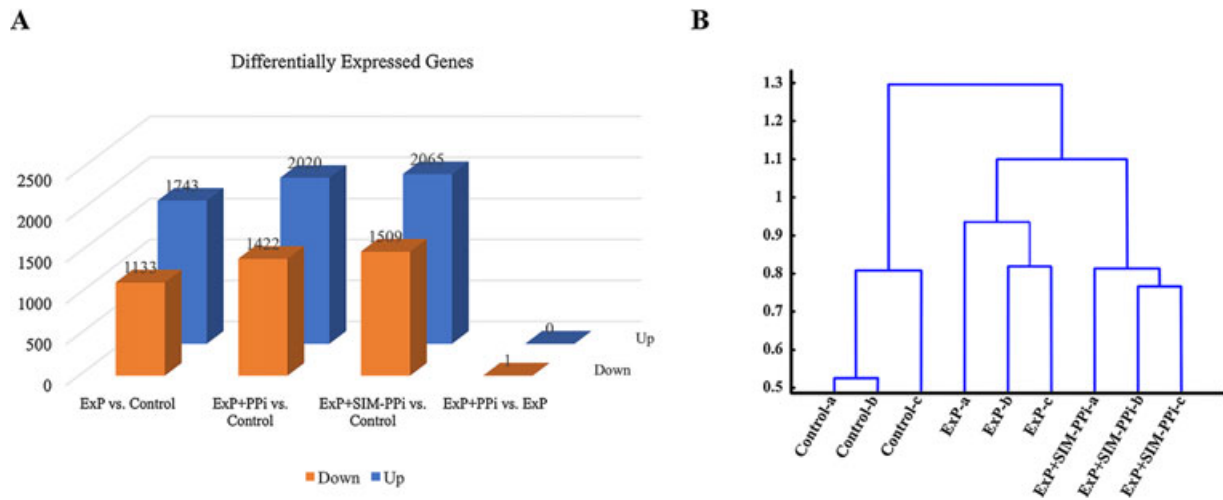 A
Differentially Expressed Genes
2500
2000
1500
1000
500
0
1743
2020
2065
0
1133
1422
1509
1
Up
Down
ExP vs. Control
ExP+PPi vs.
Control
ExP+SIM-PPi vs.
Control
ExP+PPi vs. ExP
Down
Up
B
1.3
1.2
1.1
1
0.9
0.8
0.7
0.6
0.5
Control-a
Control-b
Control-c
ExP-a
ExP-b
ExP-c
ExP+SIM-PPi-a
ExP+SIM-PPi-b
ExP+SIM-PPi-c